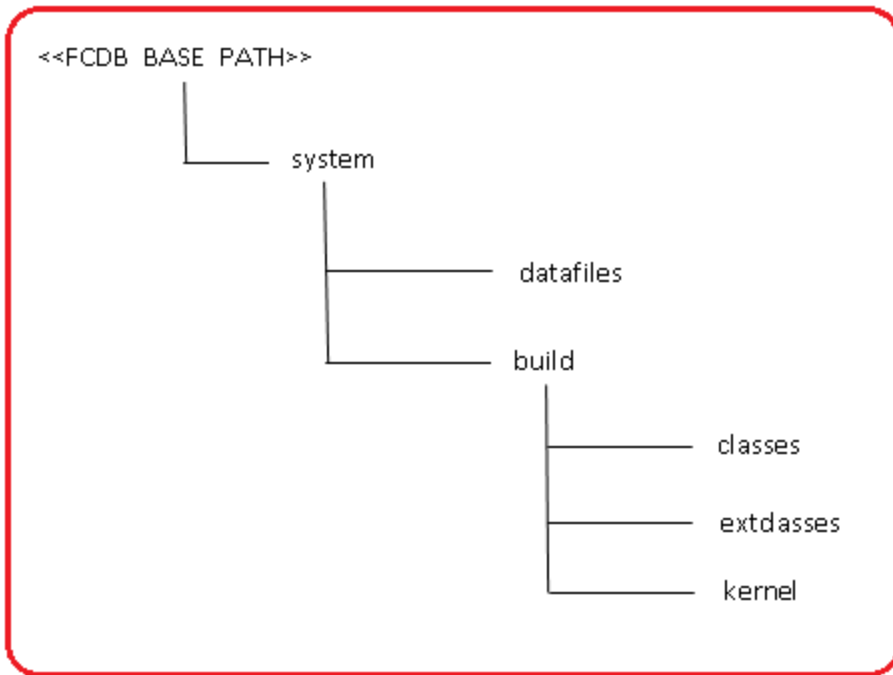 <<FCDB BASE PATH>>
system
datafiles
build
classes
extclasses
kernel